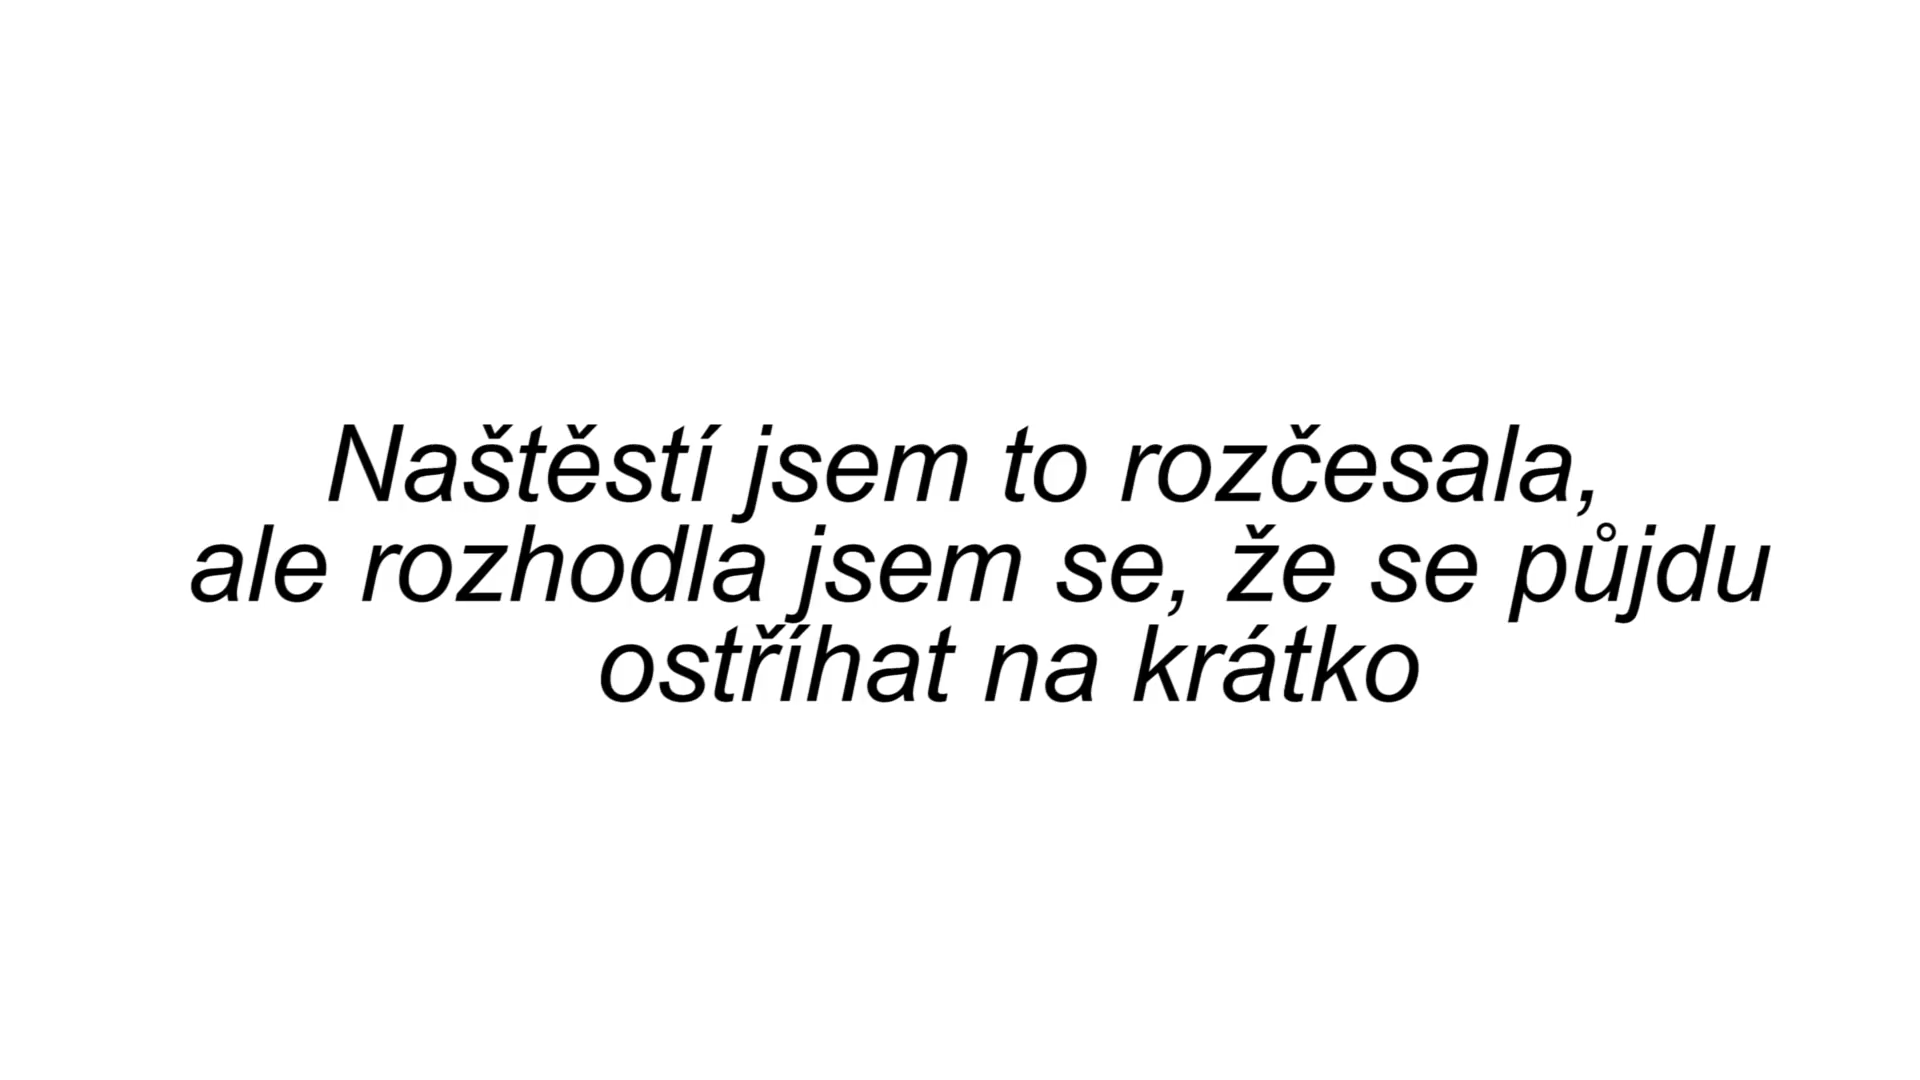 Naštěstí jsem to rozčesala,
ale rozhodla jsem se, že se půjdu
ostříhat na krátko